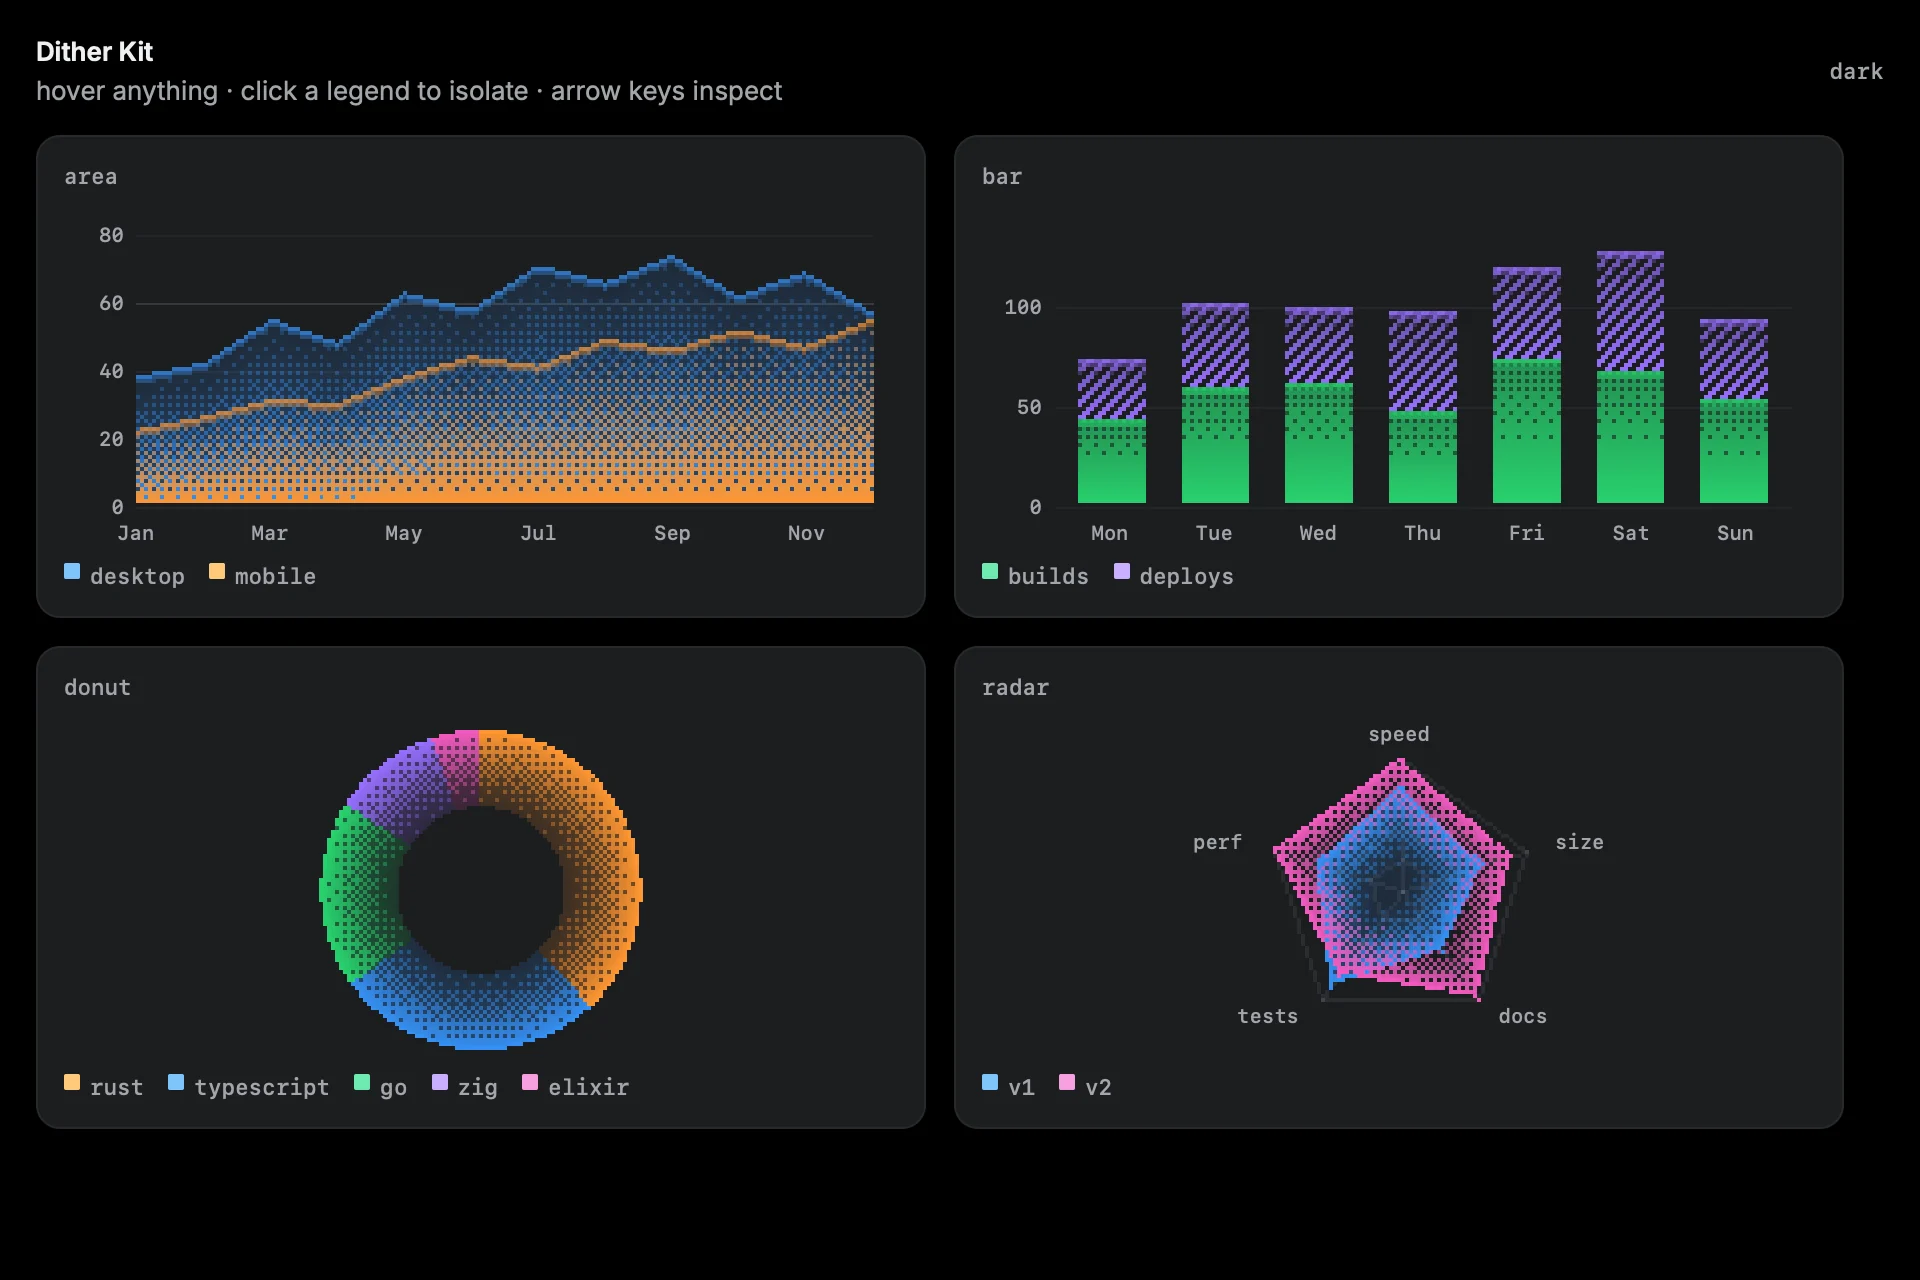 Dither Kit
hover anything · click a legend to isolate · arrow keys inspect
dark
area
80
60
40
20
0
Jan Mar May Jul Sep Nov
desktop mobile
bar
100
50
0
Mon Tue Wed Thu Fri Sat Sun
builds deploys
donut
rust typescript go zig elixir
radar
speed
perf size
tests docs
v1 v2